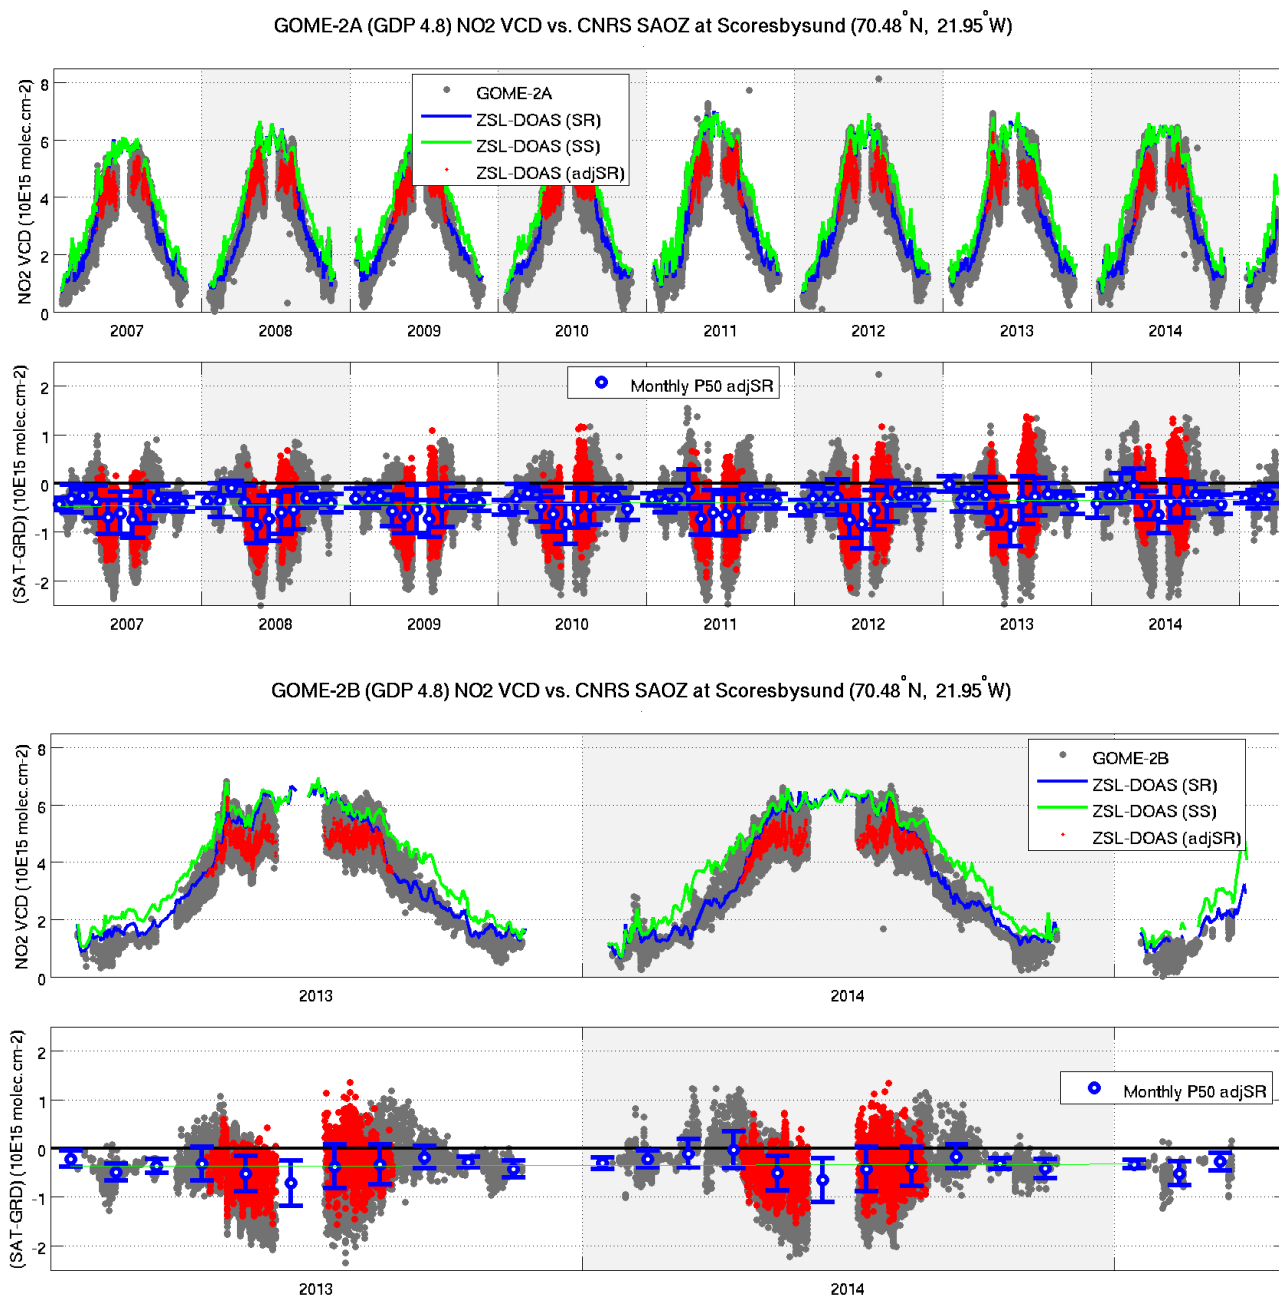 GOME-2A (GDP 4.8) NO2 VCD vs. CNRS SAOZ at Scoresbysund (70.48°N, 21.95°W)
NO2 VCD (10E15 molec.cm-2)
8
6
4
2
0
GOME-2A
ZSL-DOAS (SR)
ZSL-DOAS (SS)
ZSL-DOAS (adjSR)
2007 2008 2009 2010 2011 2012 2013 2014
(SAT-GRD) (10E15 molec.cm-2)
2
1
0
-1
-2
Monthly P50 adjSR
2007 2008 2009 2010 2011 2012 2013 2014
GOME-2B (GDP 4.8) NO2 VCD vs. CNRS SAOZ at Scoresbysund (70.48°N, 21.95°W)
NO2 VCD (10E15 molec.cm-2)
8
6
4
2
0
GOME-2B
ZSL-DOAS (SR)
ZSL-DOAS (SS)
ZSL-DOAS (adjSR)
2013 2014
(SAT-GRD) (10E15 molec.cm-2)
2
1
0
-1
-2
Monthly P50 adjSR
2013 2014